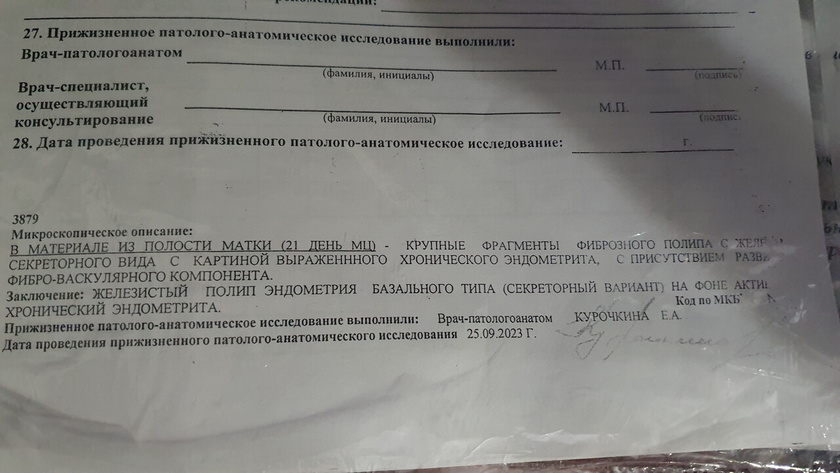 рекомендации:
27. Прижизненное патолого-анатомическое исследование выполнили:
Врач-патологоанатом М.П.
(фамилия, инициалы) (подпись)
Врач-специалист,
осуществляющий М.П.
консультирование (фамилия, инициалы) (подпис
28. Дата проведения прижизненного патолого-анатомического исследование: г.
3879
Микроскопическое описание:
В МАТЕРИАЛЕ ИЗ ПОЛОСТИ МАТКИ (21 ДЕНЬ МЦ) - КРУПНЫЕ ФРАГМЕНТЫ ФИБРОЗНОГО ПОЛИПА С
СЕКРЕТОРНОГО ВИДА С КАРТИНОЙ ВЫРАЖЕНННОГО ХРОНИЧЕСКОГО ЭНДОМЕТРИТА, С ПРИСУТСТВИЕМ
ФИБРО-ВАСКУЛЯРНОГО КОМПОНЕНТА.
Заключение: ЖЕЛЕЗИСТЫЙ ПОЛИП ЭНДОМЕТРИЯ БАЗАЛЬНОГО ТИПА (СЕКРЕТОРНЫЙ ВАРИАНТ) НА ФОНЕ
ХРОНИЧЕСКИЙ ЭНДОМЕТРИТА. Код по МКБ
Прижизненное патолого-анатомическое исследование выполнили: Врач-патологоанатом КУРОЧКИНА Е.А.
Дата проведения прижизненного патолого-анатомического исследования 25.09.2023 Г.